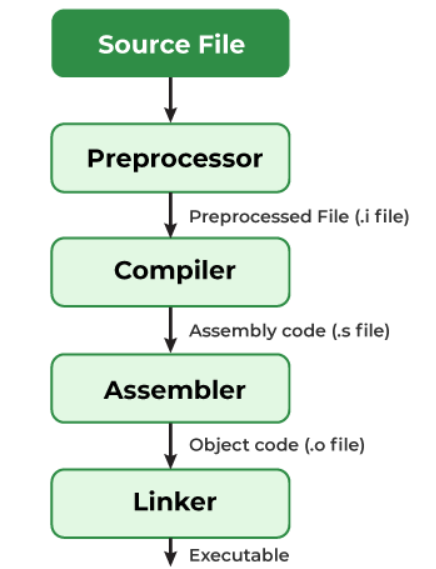 Source File
Preprocessor
Preprocessed File (.i file)
Compiler
Assembly code (.s file)
Assembler
Object code (.o file)
Linker
Executable